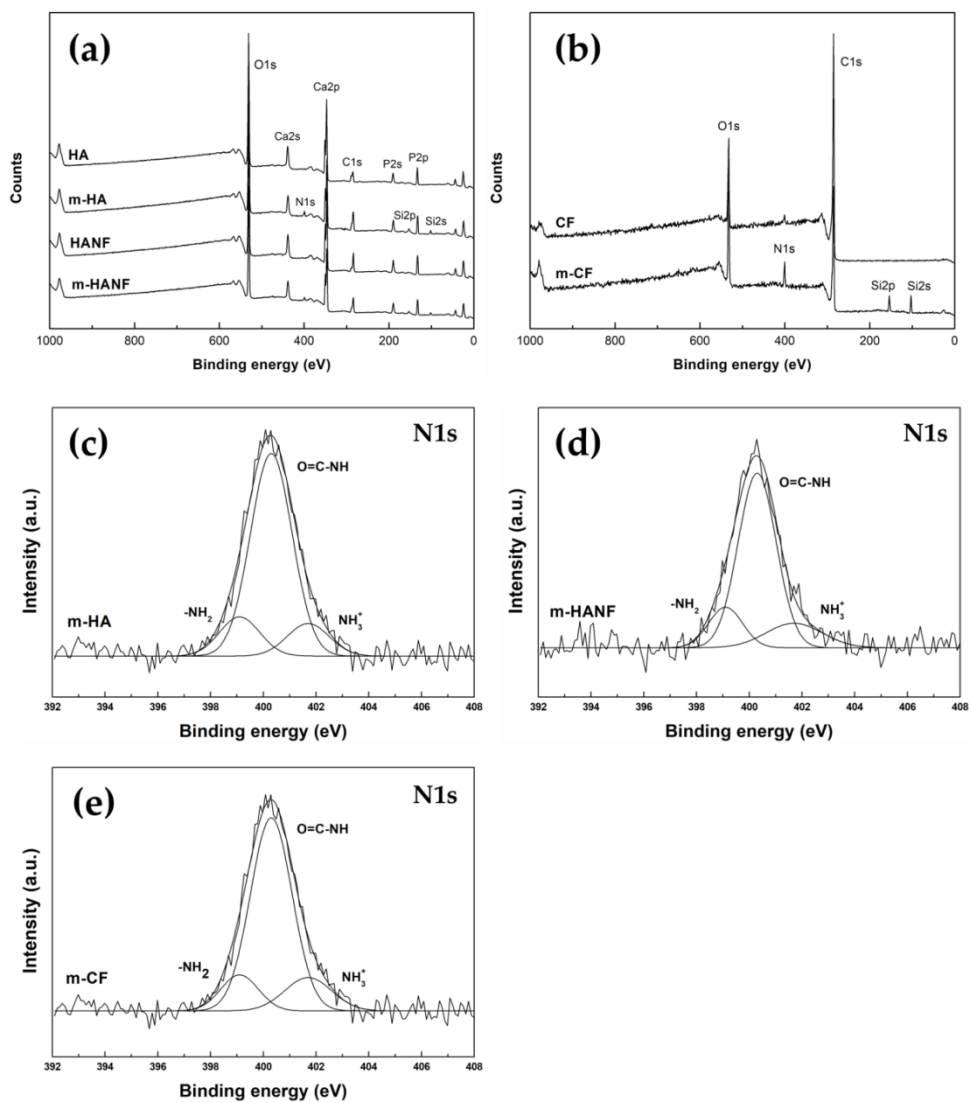 (a)
O1s
Ca2p
Ca2s
C1s
P2s
P2p
HA
m-HA
N1s
Si2p
Si2s
HANF
m-HANF
Counts
1000 800 600 400 200 0
Binding energy (eV)
(b)
C1s
O1s
CF
N1s
m-CF
Si2p
Si2s
Counts
1000 800 600 400 200 0
Binding energy (eV)
(c)
N1s
O=C-NH
-NH2
NH3+
m-HA
Intensity (a.u.)
392 394 396 398 400 402 404 406 408
Binding energy (eV)
(d)
N1s
O=C-NH
-NH2
NH3+
m-HANF
Intensity (a.u.)
392 394 396 398 400 402 404 406 408
Binding energy (eV)
(e)
N1s
O=C-NH
-NH2
NH3+
m-CF
Intensity (a.u.)
392 394 396 398 400 402 404 406 408
Binding energy (eV)